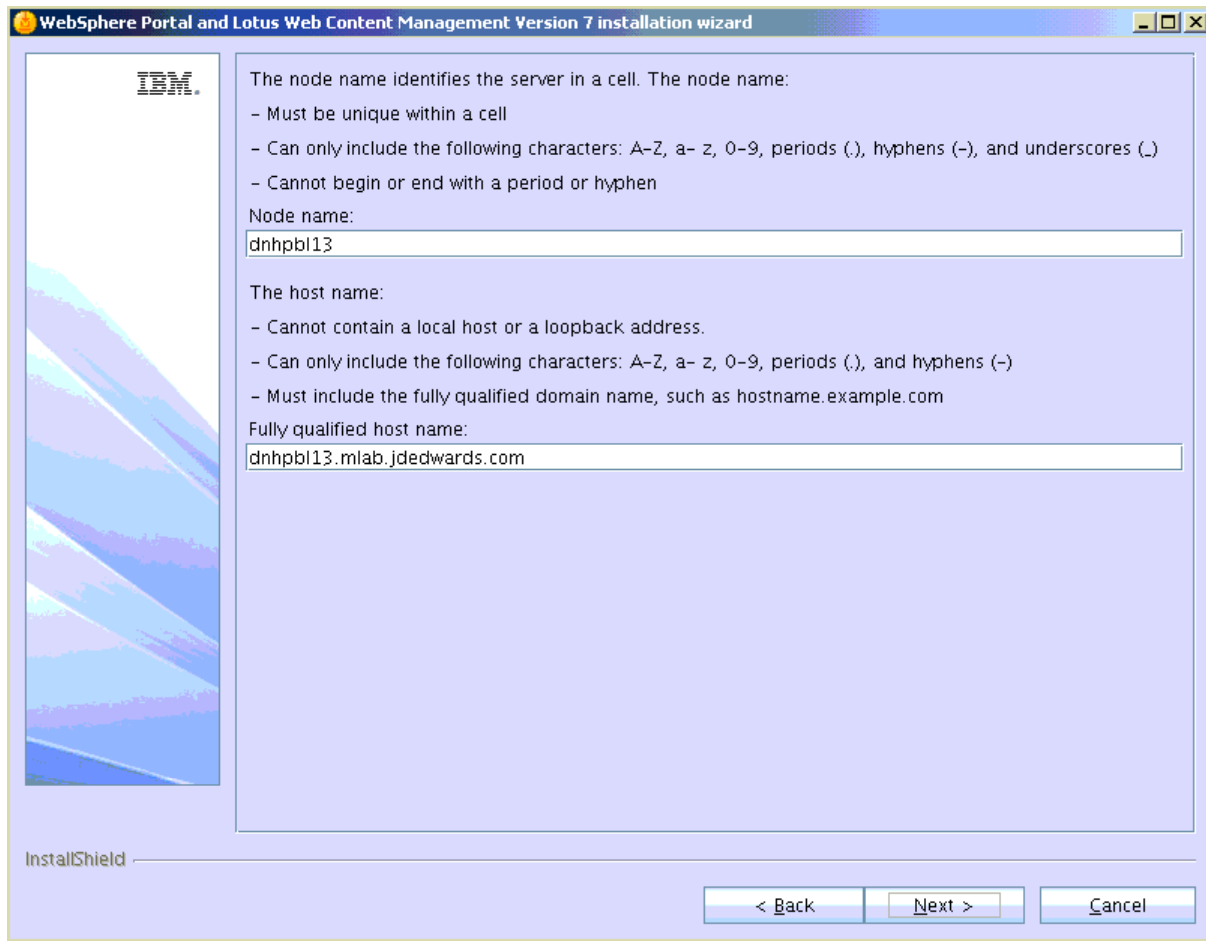 WebSphere Portal and Lotus Web Content Management Version 7 installation wizard
IBM.
The node name identifies the server in a cell. The node name:
- Must be unique within a cell
- Can only include the following characters: A-Z, a- z, 0-9, periods (.), hyphens (-), and underscores (_)
- Cannot begin or end with a period or hyphen
Node name:
dnhpbl13
The host name:
- Cannot contain a local host or a loopback address.
- Can only include the following characters: A-Z, a- z, 0-9, periods (.), and hyphens (-)
- Must include the fully qualified domain name, such as hostname.example.com
Fully qualified host name:
dnhpbl13.mlab.jdedwards.com
InstallShield
< Back Next > Cancel